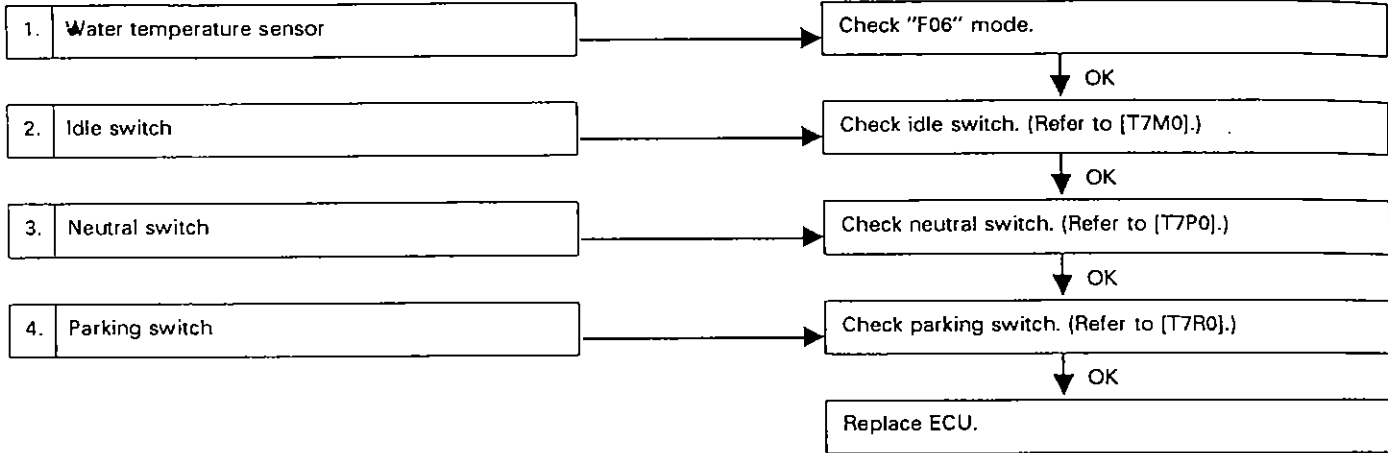 1. Water temperature sensor
Check "F06" mode.
OK
2. Idle switch
Check idle switch. (Refer to [T7M0].)
OK
3. Neutral switch
Check neutral switch. (Refer to [T7P0].)
OK
4. Parking switch
Check parking switch. (Refer to [T7R0].)
OK
Replace ECU.